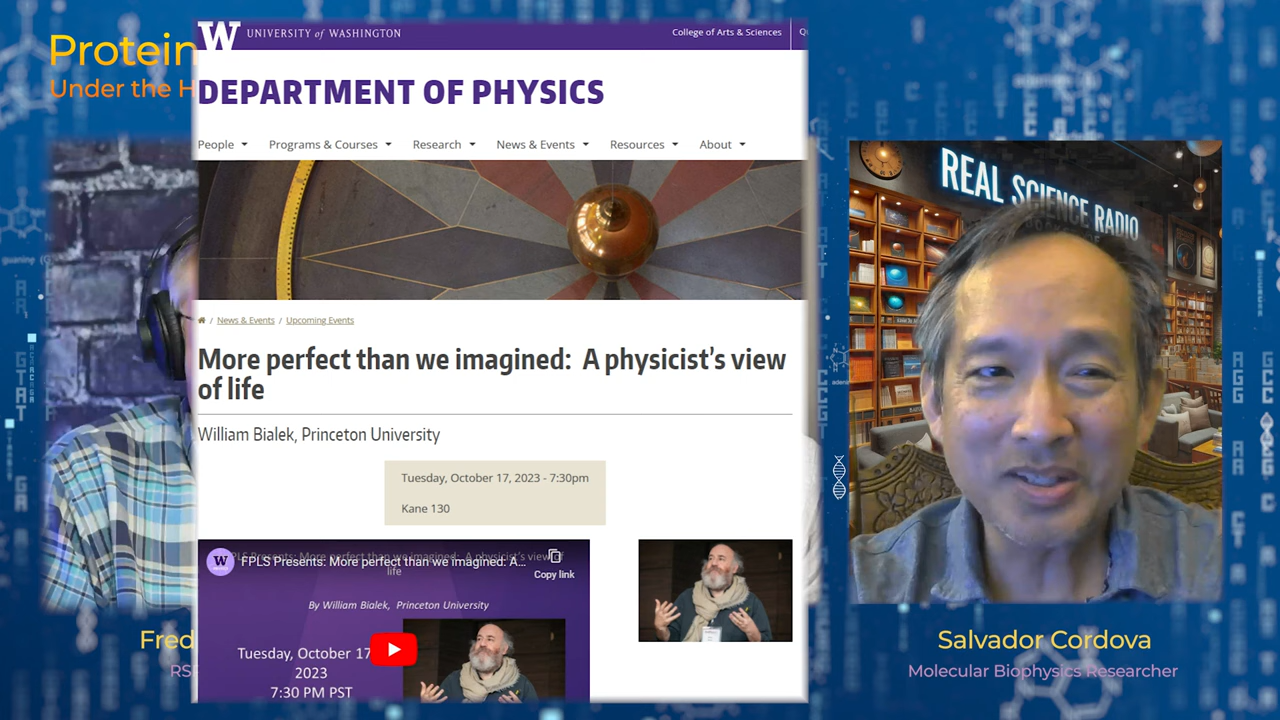 Protein
Under the H
W UNIVERSITY of WASHINGTON
College of Arts & Sciences
DEPARTMENT OF PHYSICS
People
Programs & Courses
Research
News & Events
Resources
About
REAL SCIENCE RADIO
/ News & Events / Upcoming Events
More perfect than we imagined:  A physicist's view
of life
William Bialek, Princeton University
Tuesday, October 17, 2023 - 7:30pm
Kane 130
W
FPLS Presents: More perfect than we imagined: A...
Copy link
life
By William Bialek, Princeton University
Tuesday, October 17
2023
7:30 PM PST
Fred
RS
Salvador Cordova
Molecular Biophysics Researcher